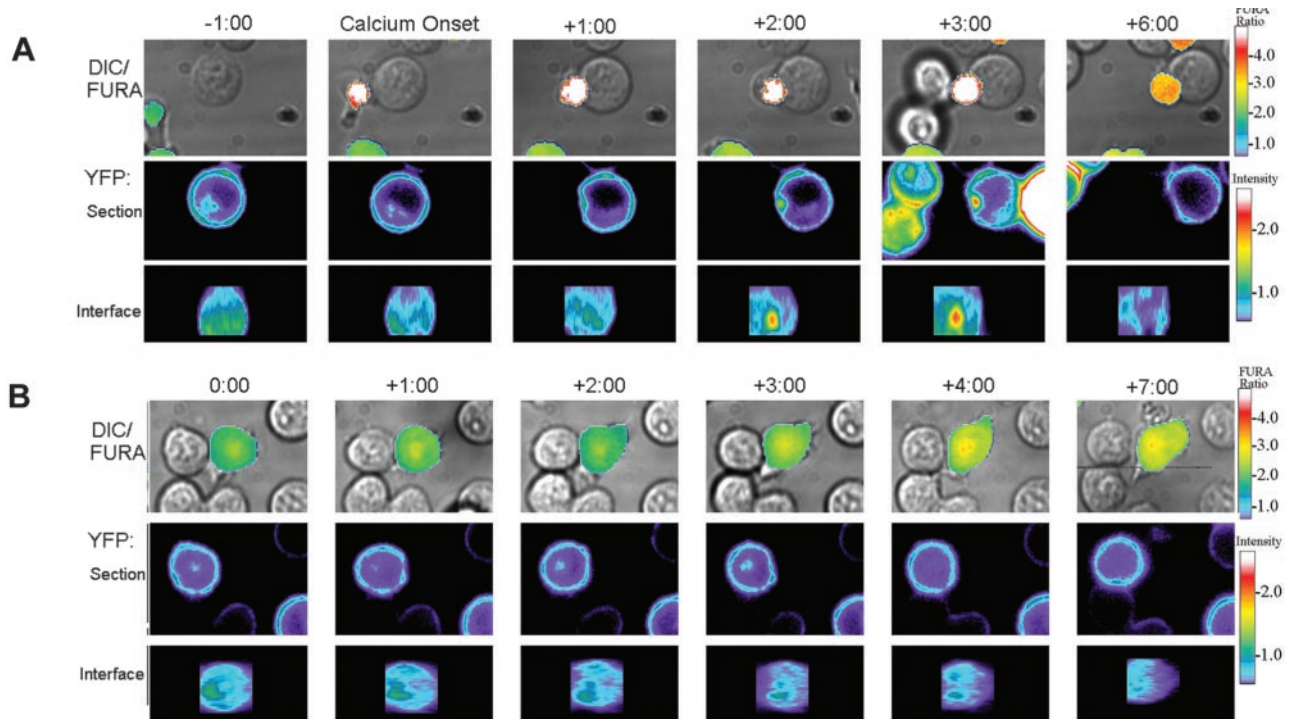 A
-1:00 Calcium Onset +1:00 +2:00 +3:00 +6:00
DIC/
FURA
FURA
Ratio
-4.0
-3.0
-2.0
-1.0
YFP:
Section
Interface
Intensity
-2.0
-1.0
B
0:00 +1:00 +2:00 +3:00 +4:00 +7:00
DIC/
FURA
FURA
Ratio
-4.0
-3.0
-2.0
-1.0
YFP:
Section
Interface
Intensity
-2.0
-1.0